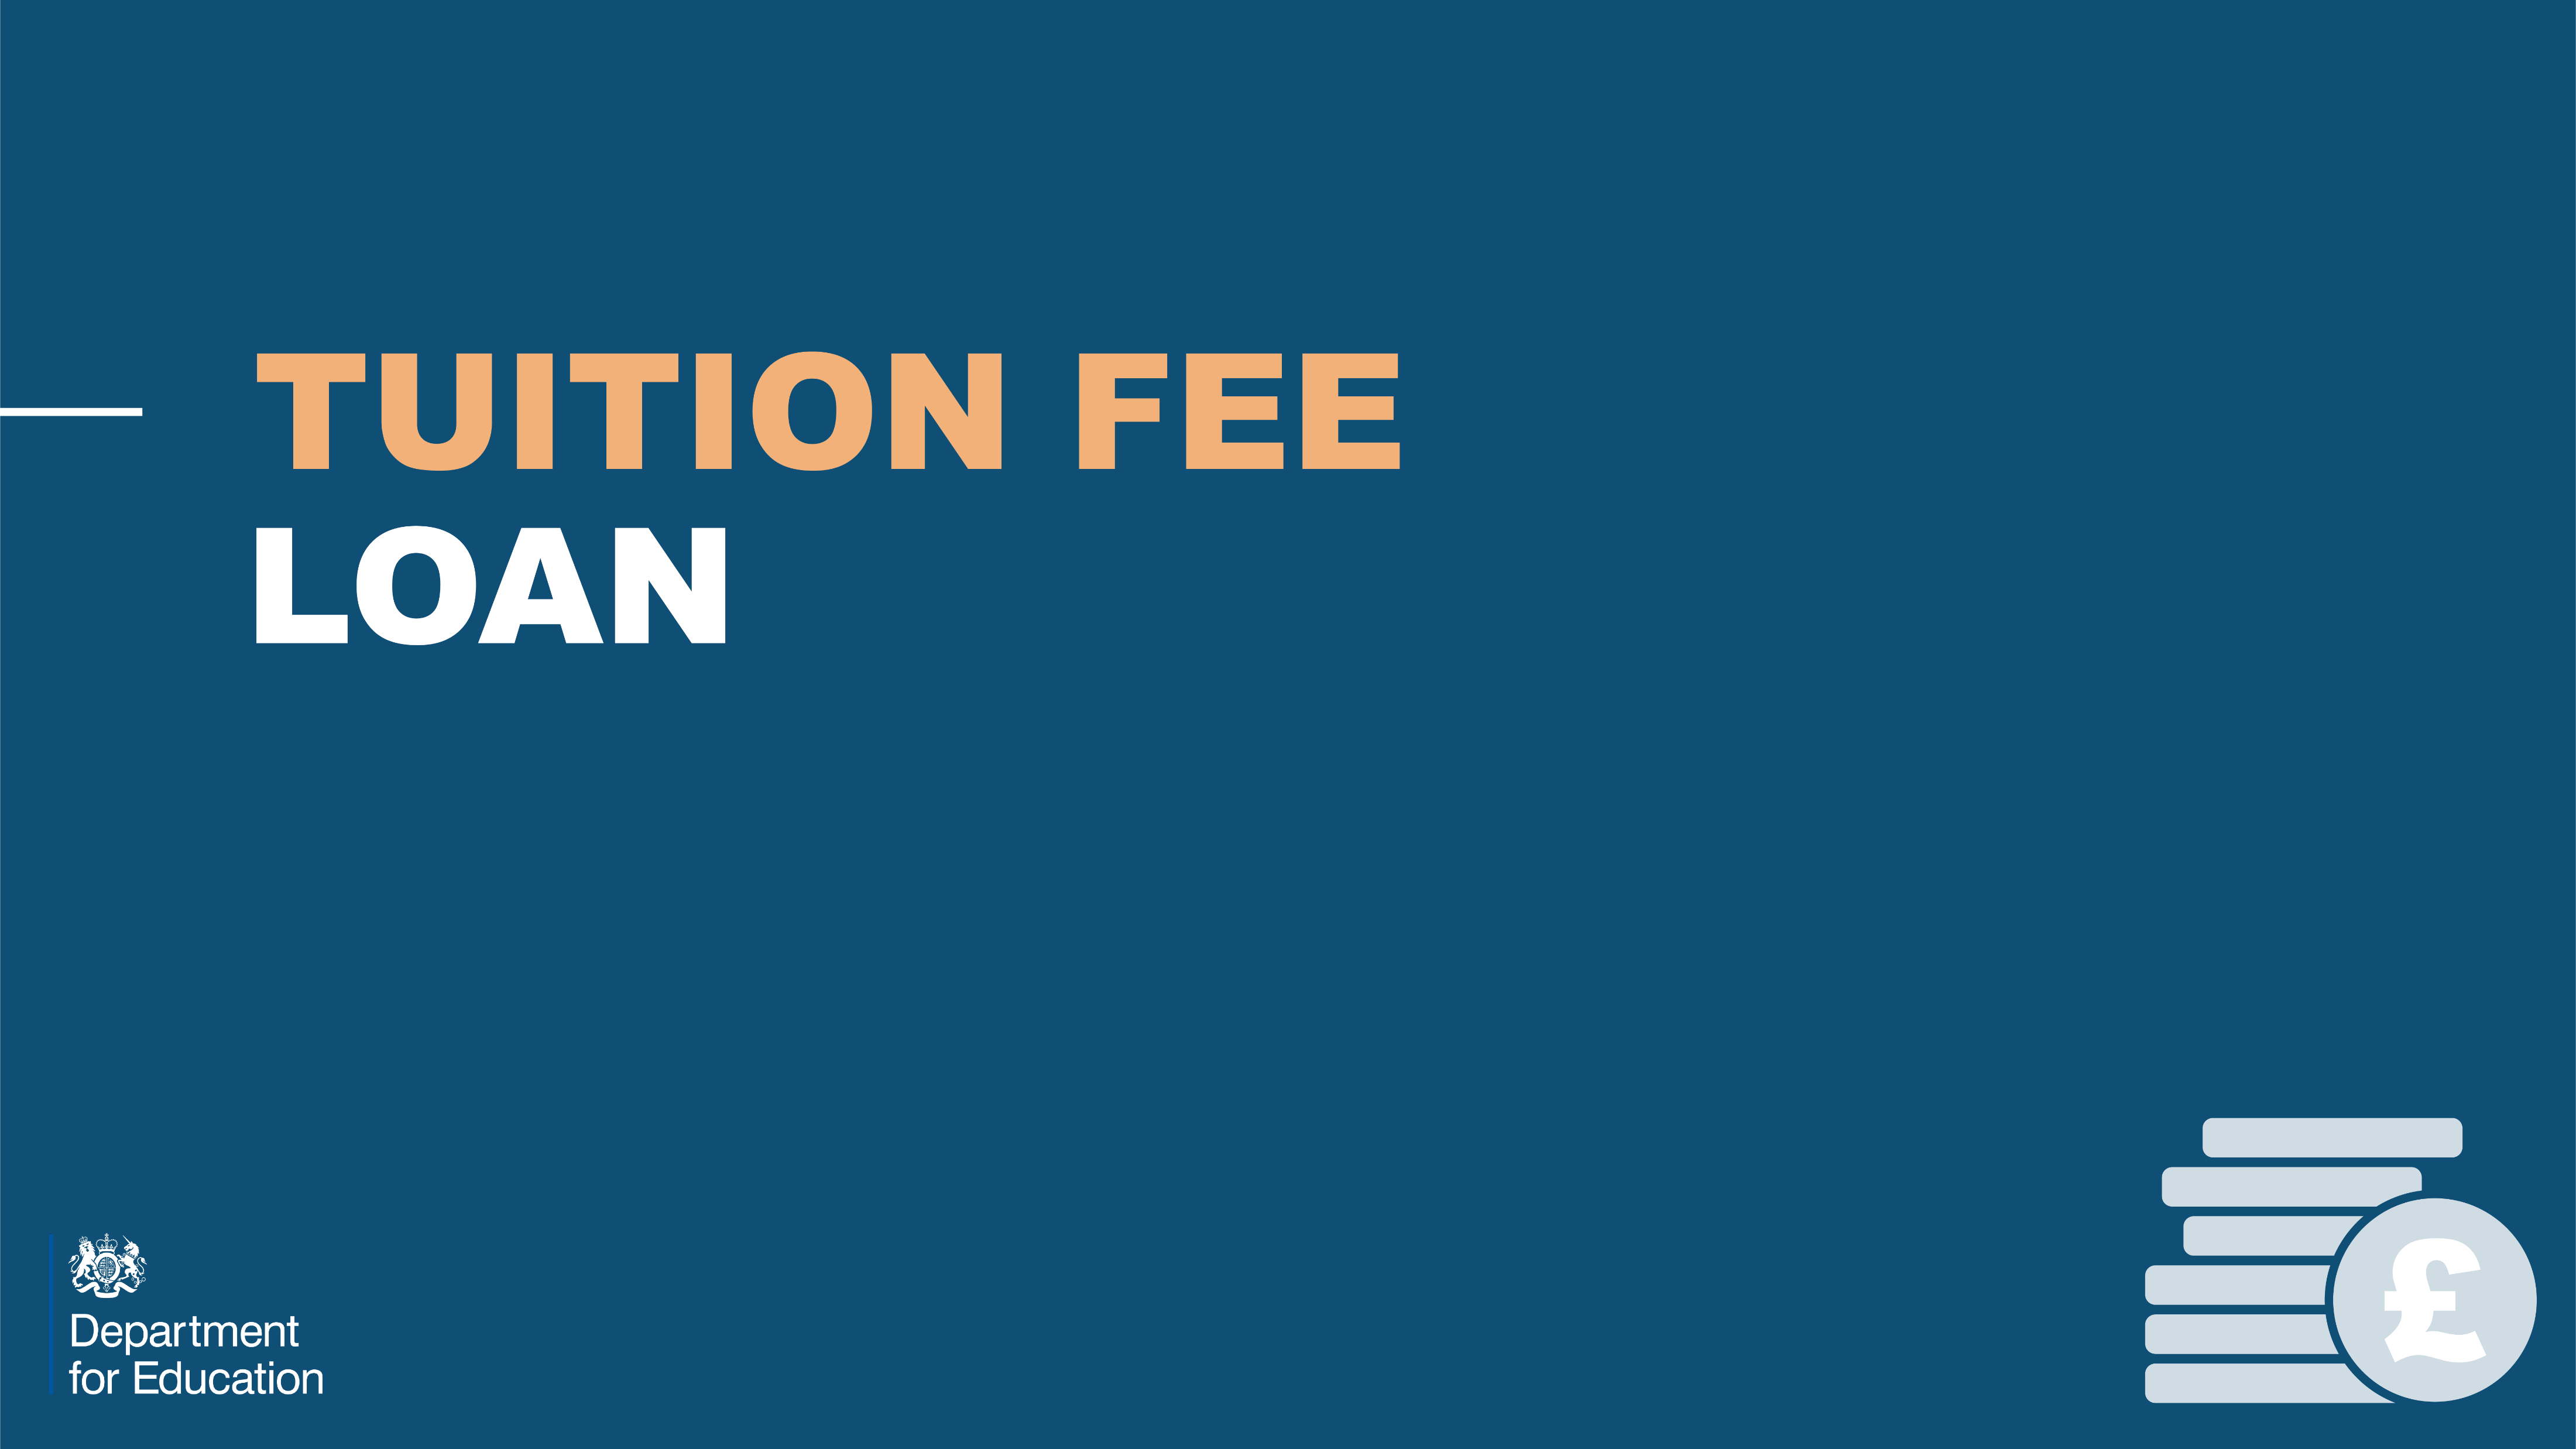 TUITION FEE
LOAN
Department
for Education
£